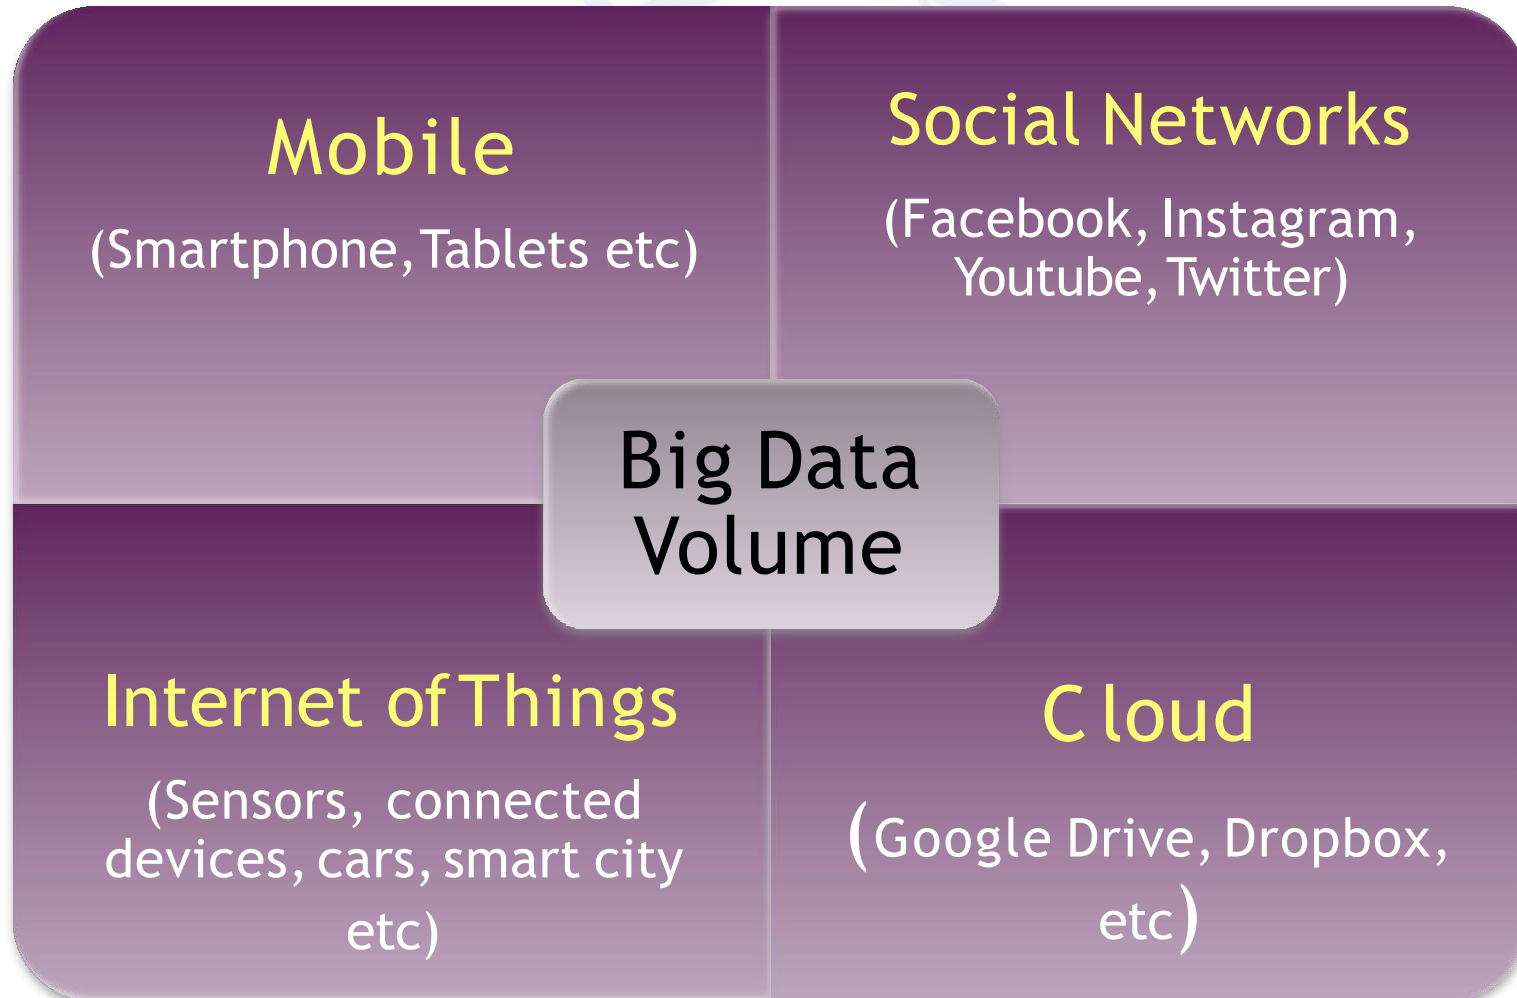 Mobile
(Smartphone, Tablets etc)
Social Networks
(Facebook, Instagram,
Youtube, Twitter)
Big Data
Volume
Internet of Things
(Sensors, connected
devices, cars, smart city
etc)
Cloud
(Google Drive, Dropbox,
etc)